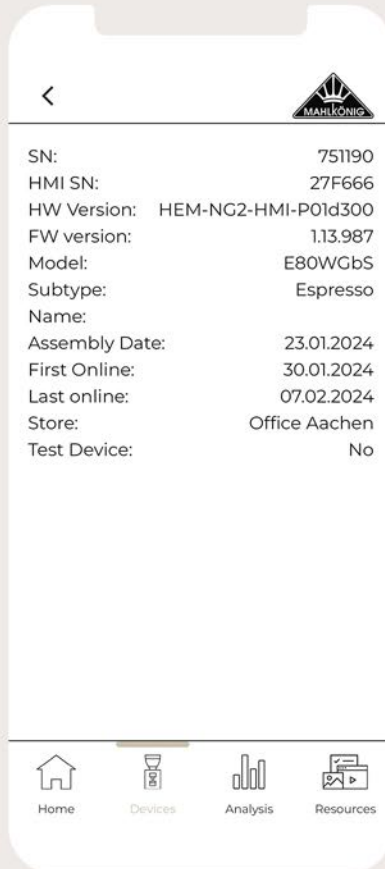 MAHLKÖNIG
SN: 751190
HMI SN: 27F666
HW Version: HEM-NG2-HMI-P01d300
FW version: 1.13.987
Model: E80WGbS
Subtype: Espresso
Name:
Assembly Date: 23.01.2024
First Online: 30.01.2024
Last online: 07.02.2024
Store: Office Aachen
Test Device: No
Home Devices Analysis Resources